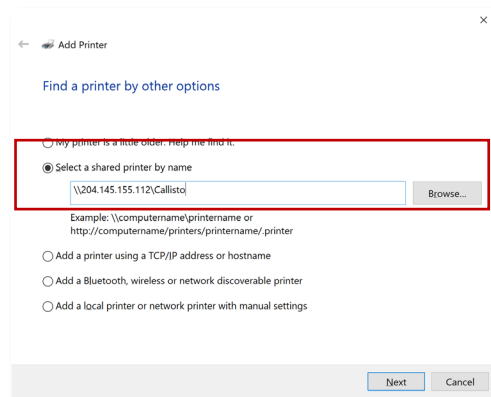 Add Printer
Find a printer by other options
My printer is a little older. Help me find it.
Select a shared printer by name
\\204.145.155.112\Callisto
Browse...
Example: \\computername\printername or
http://computername/printers/printername/.printer
Add a printer using a TCP/IP address or hostname
Add a Bluetooth, wireless or network discoverable printer
Add a local printer or network printer with manual settings
Next Cancel